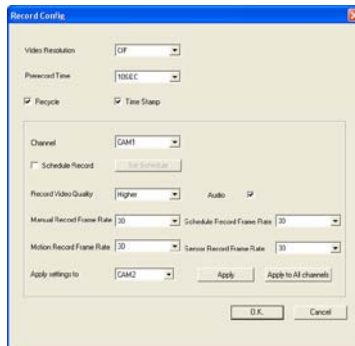 Record Config
Video Resolution CIF
Prerecord Time 10SEC
Recycle Time Stamp
Channel CAM1
Schedule Record Set Schedule
Record Video Quality Higher Audio
Manual Record Frame Rate 30 Schedule Record Frame Rate 30
Motion Record Frame Rate 30 Sensor Record Frame Rate 30
Apply settings to CAM2 Apply Apply to All channels
O.K. Cancel